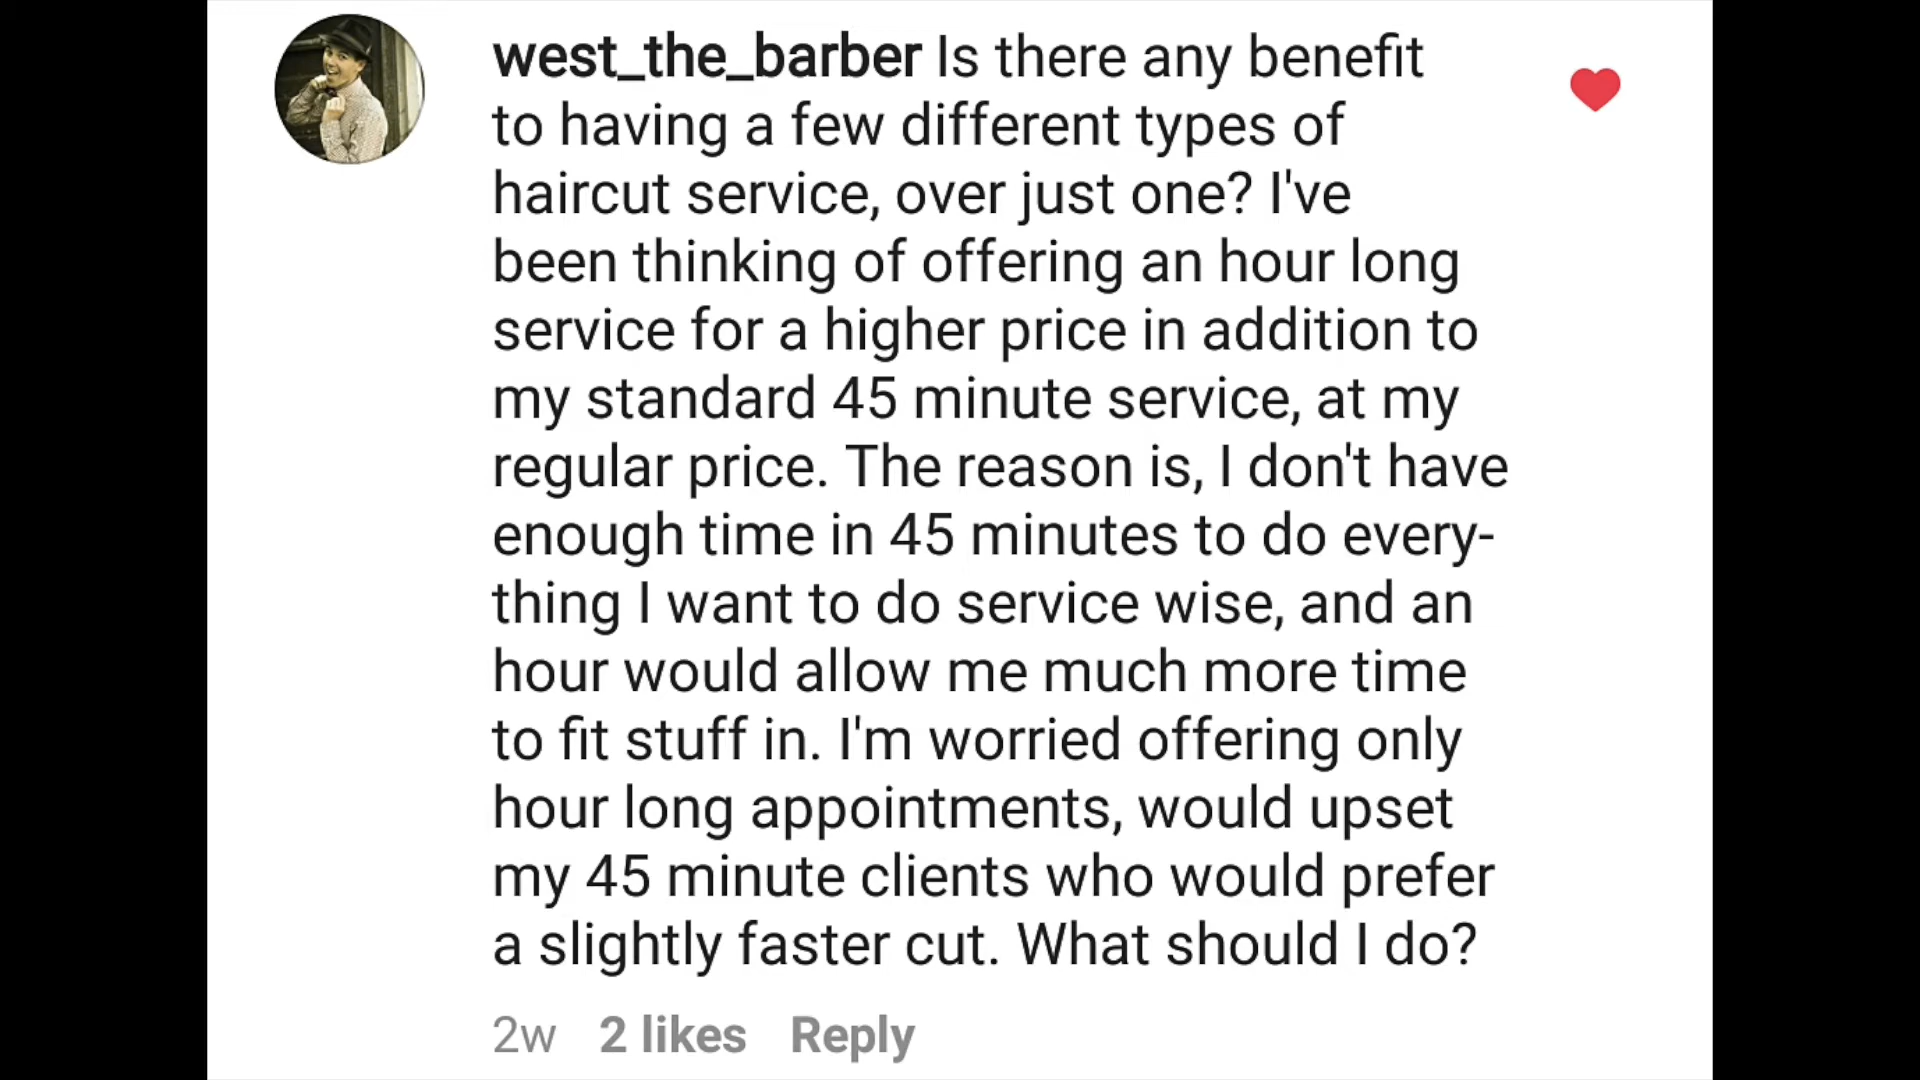 west_the_barber Is there any benefit
to having a few different types of
haircut service, over just one? I've
been thinking of offering an hour long
service for a higher price in addition to
my standard 45 minute service, at my
regular price. The reason is, I don't have
enough time in 45 minutes to do every-
thing I want to do service wise, and an
hour would allow me much more time
to fit stuff in. I'm worried offering only
hour long appointments, would upset
my 45 minute clients who would prefer
a slightly faster cut. What should I do?
2w 2 likes Reply